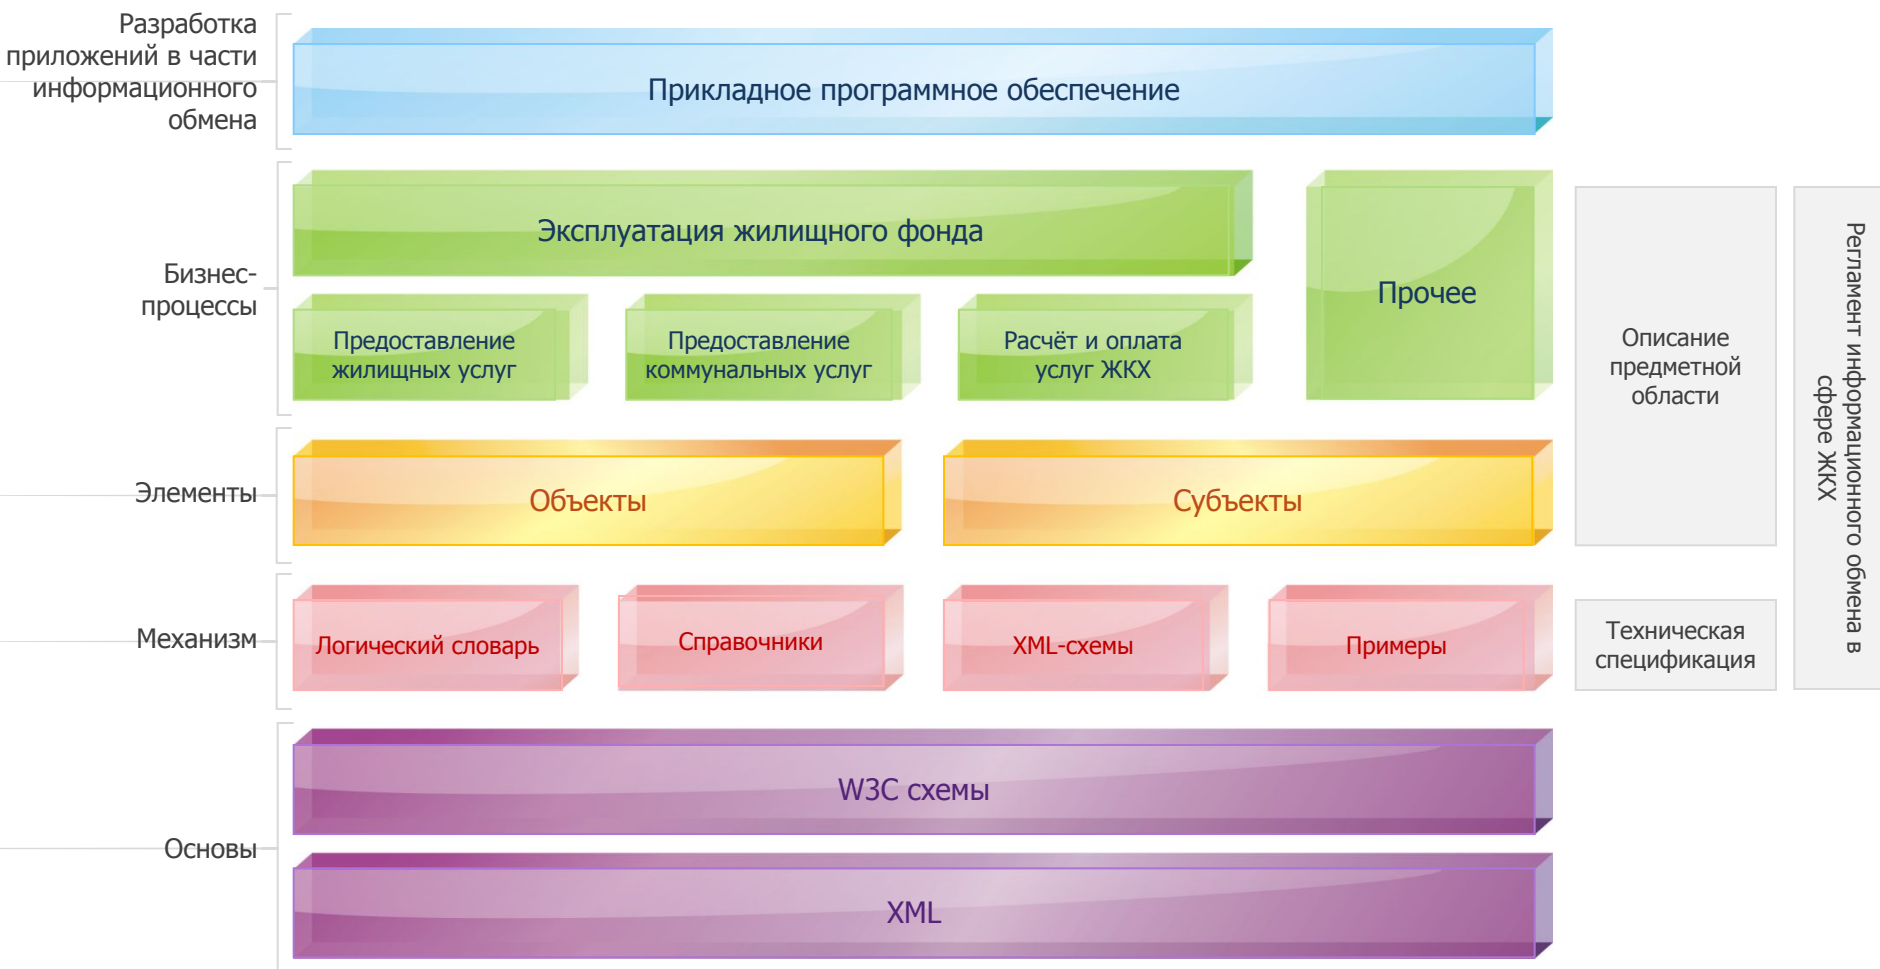 Разработка
приложений в части
информационного
обмена
Прикладное программное обеспечение
Бизнес-
процессы
Эксплуатация жилищного фонда
Прочее
Предоставление
жилищных услуг
Предоставление
коммунальных услуг
Расчёт и оплата
услуг ЖКХ
Описание
предметной
области
Регламент информационного обмена в
сфере ЖКХ
Элементы
Объекты
Субъекты
Механизм
Логический словарь
Справочники
XML-схемы
Примеры
Техническая
спецификация
Основы
W3C схемы
XML